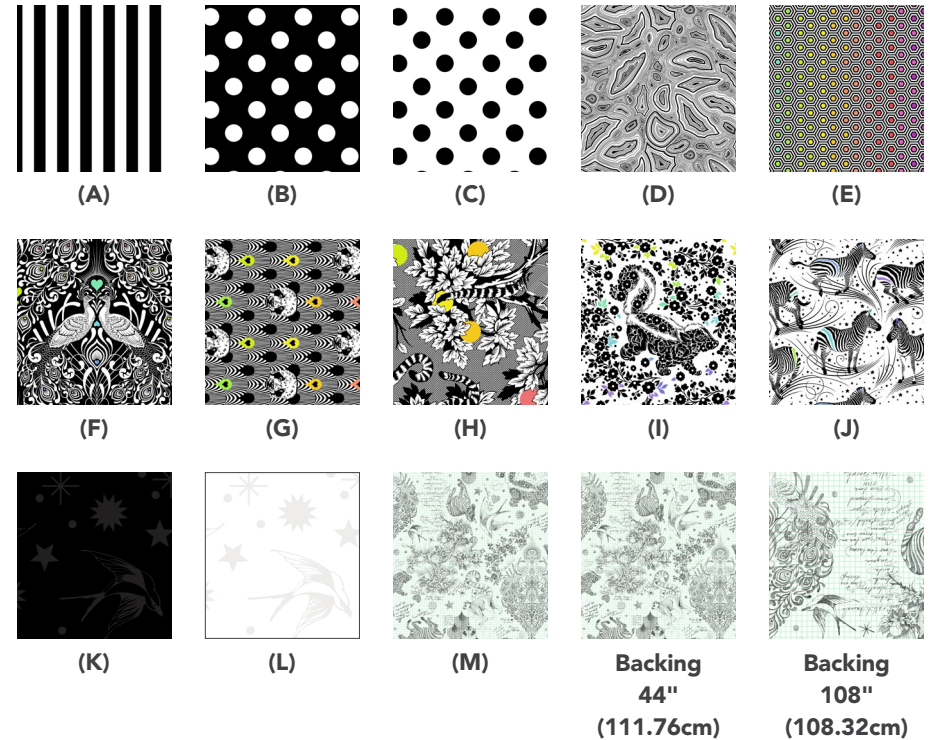 (A) (B) (C) (D) (E)
(F) (G) (H) (I) (J)
(K) (L) (M) Backing Backing
44" 108"
(111.76cm) (108.32cm)